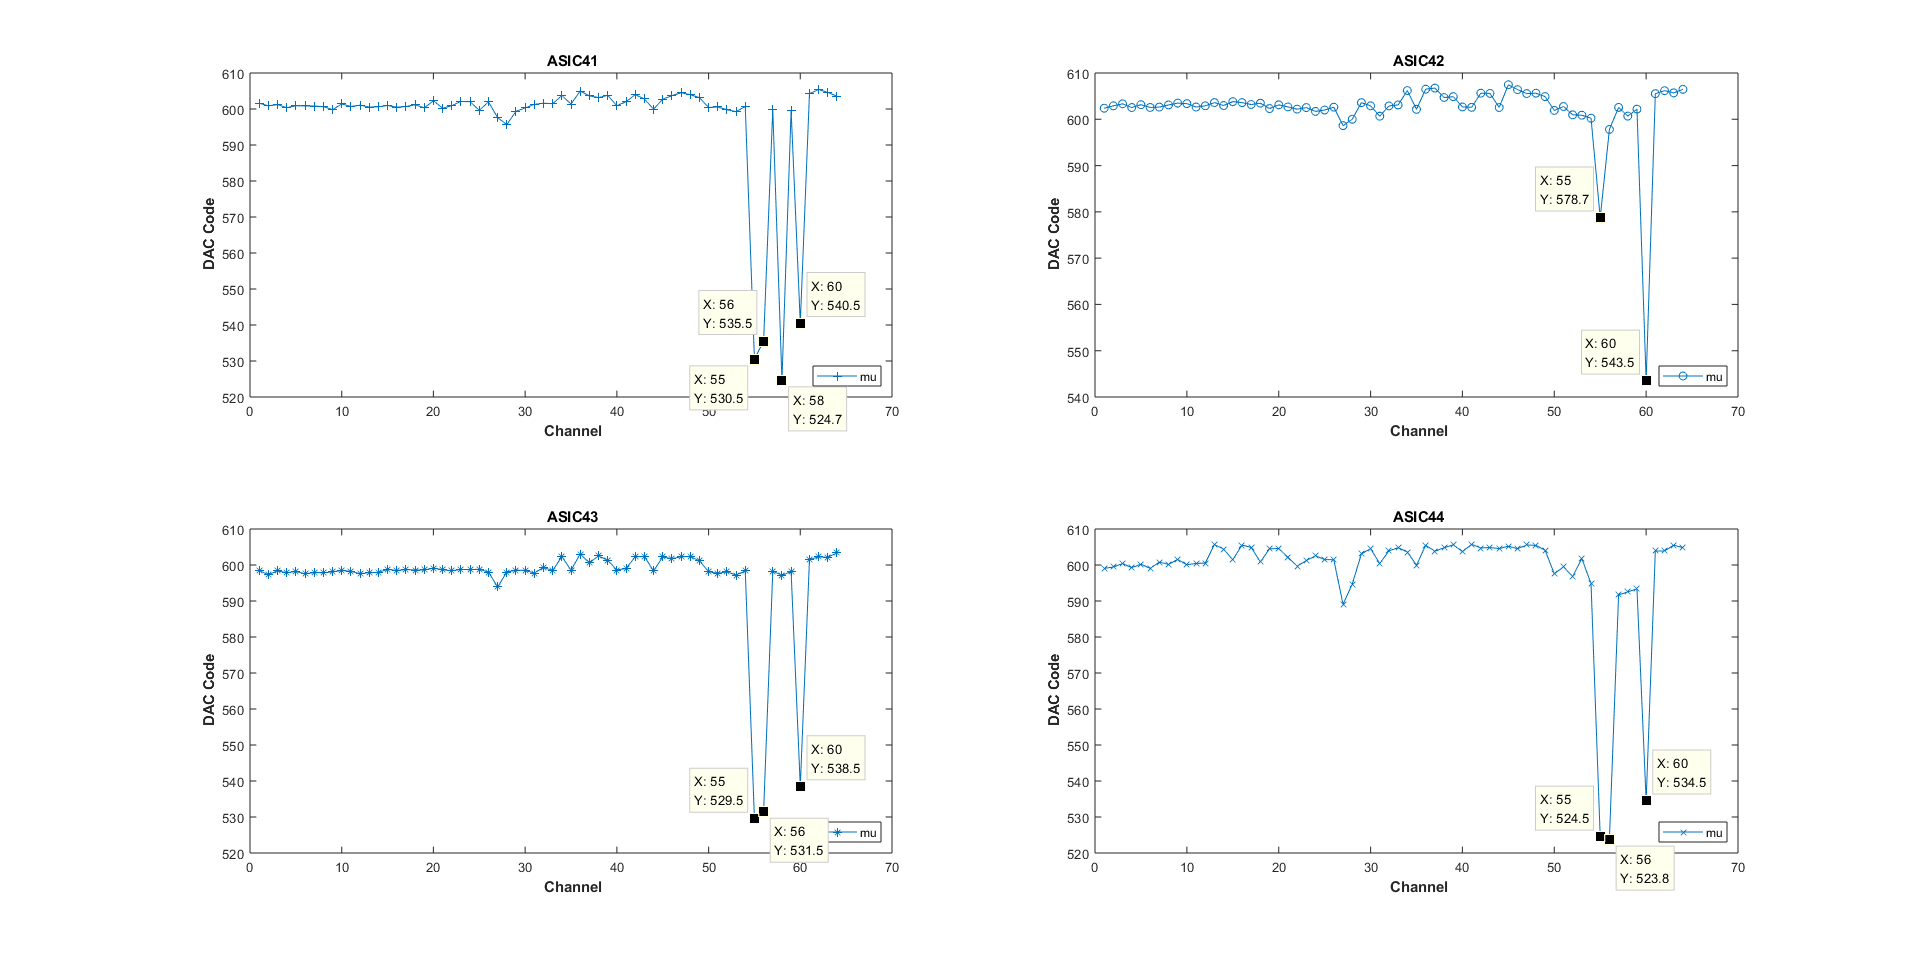 ASIC41
610
600
590
580
570
560
550
540
530
520
DAC Code
X: 56
Y: 535.5
X: 60
Y: 540.5
X: 55
Y: 530.5
X: 58
Y: 524.7
mu
0 10 20 30 40 50 60 70
Channel
ASIC42
610
600
590
580
570
560
550
540
DAC Code
X: 55
Y: 578.7
X: 60
Y: 543.5
mu
0 10 20 30 40 50 60 70
Channel
ASIC43
610
600
590
580
570
560
550
540
530
520
DAC Code
X: 60
Y: 538.5
X: 55
Y: 529.5
X: 56
Y: 531.5
mu
0 10 20 30 40 50 60 70
Channel
ASIC44
610
600
590
580
570
560
550
540
530
520
DAC Code
X: 60
Y: 534.5
X: 55
Y: 524.5
X: 56
Y: 523.8
mu
0 10 20 30 40 50 60 70
Channel